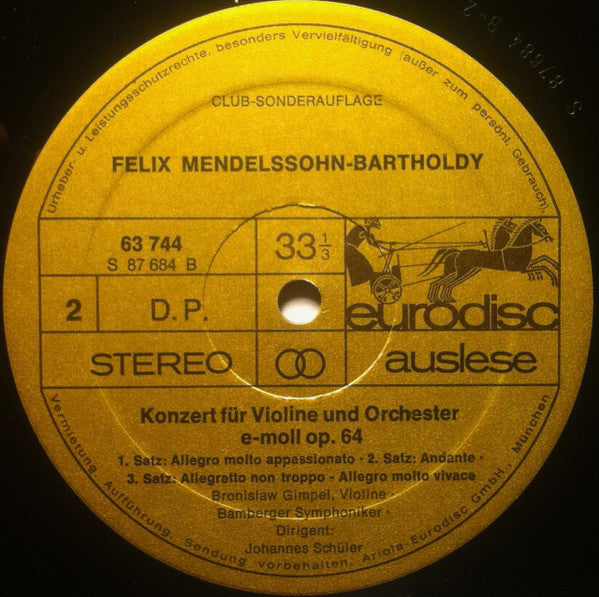 Urheber- u. Leistungsschutzrechte, besonders Vervielfältigung (außer zum persönl. Gebrauch),
S 87684 B-2
CLUB-SONDERAUFLAGE
FELIX MENDELSSOHN-BARTHOLDY
63 744
S 87 684 B
33 1/3
2
D. P.
eurodisc
STEREO
auslese
Konzert für Violine und Orchester
e-moll op. 64
1. Satz: Allegro molto appassionato · 2. Satz: Andante ·
3. Satz: Allegretto non troppo - Allegro molto vivace
Bronislaw Gimpel, Violine ·
Bamberger Symphoniker ·
Dirigent:
Johannes Schüler
Vermietung, Aufführung, Sendung vorbehalten. Ariola-Eurodisc GmbH., München